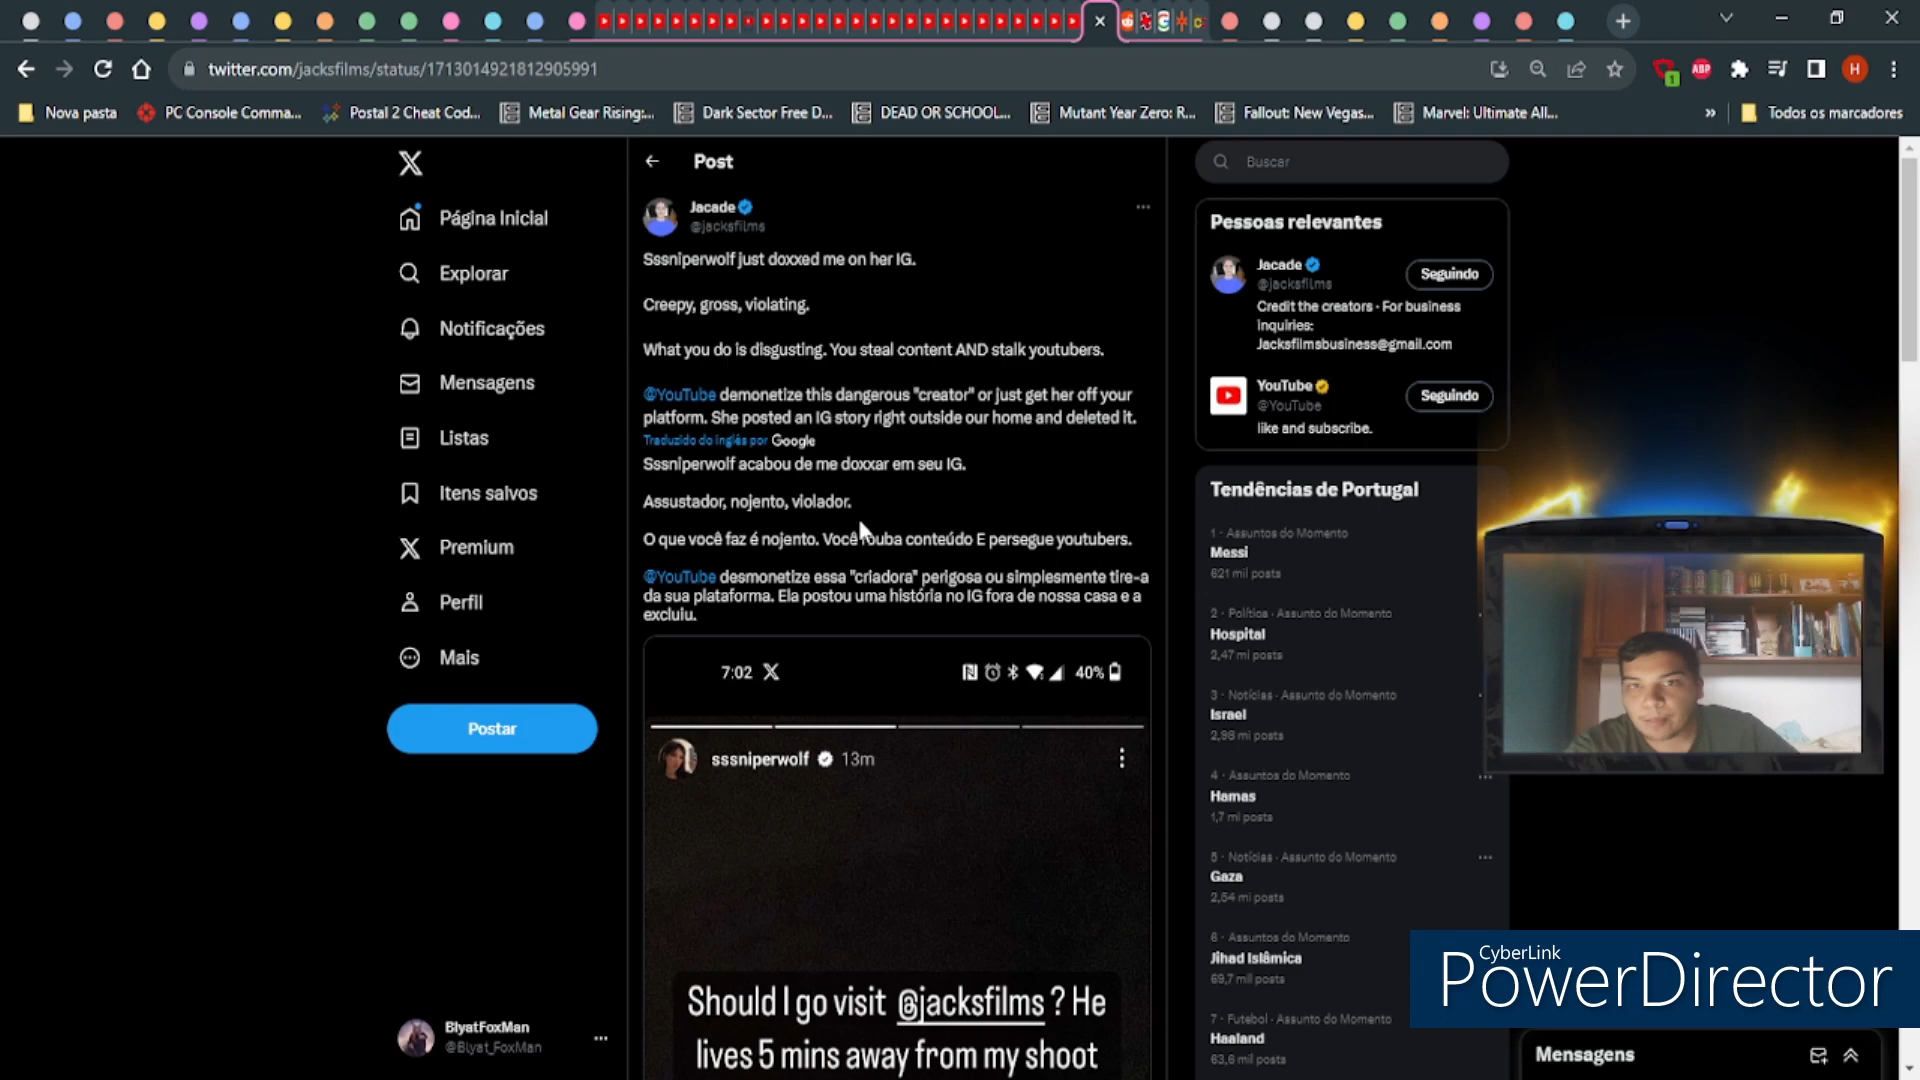 twitter.com/jacksfilms/status/1713014921812905991
1
ABP
H
Nova pasta
PC Console Comma...
Postal 2 Cheat Cod...
Metal Gear Rising:...
Dark Sector Free D...
DEAD OR SCHOOL...
Mutant Year Zero: R...
Fallout: New Vegas...
Marvel: Ultimate All...
»
Todos os marcadores
Página Inicial
Explorar
Notificações
Mensagens
Listas
Itens salvos
Premium
Perfil
Mais
Postar
BlyatFoxMan
@Blyat_FoxMan
Post
Jacade
@jacksfilms
Sssniperwolf just doxxed me on her IG.
Creepy, gross, violating.
What you do is disgusting. You steal content AND stalk youtubers.
@YouTube demonetize this dangerous "creator" or just get her off your
platform. She posted an IG story right outside our home and deleted it.
Traduzido do inglês por Google
Sssniperwolf acabou de me doxxar em seu IG.
Assustador, nojento, violador.
O que você faz é nojento. Você rouba conteúdo E persegue youtubers.
@YouTube desmonetize essa "criadora" perigosa ou simplesmente tire-a
da sua plataforma. Ela postou uma história no IG fora de nossa casa e a
excluiu.
7:02
40%
sssniperwolf 13m
Should I go visit @jacksfilms ? He
lives 5 mins away from my shoot
Buscar
Pessoas relevantes
Jacade
@jacksfilms
Seguindo
Credit the creators - For business
inquiries:
Jacksfilmsbusiness@gmail.com
YouTube
@YouTube
Seguindo
like and subscribe.
Tendências de Portugal
1 · Assuntos do Momento
Messi
621 mil posts
2 · Política · Assunto do Momento
Hospital
2,47 mi posts
3 · Notícias · Assunto do Momento
Israel
2,98 mi posts
4 · Assuntos do Momento
Hamas
1,7 mi posts
5 · Notícias · Assunto do Momento
Gaza
2,54 mi posts
6 · Assuntos do Momento
Jihad Islâmica
69,7 mil posts
7 · Futebol · Assunto do Momento
Haaland
63,6 mil posts
CyberLink
PowerDirector
Mensagens